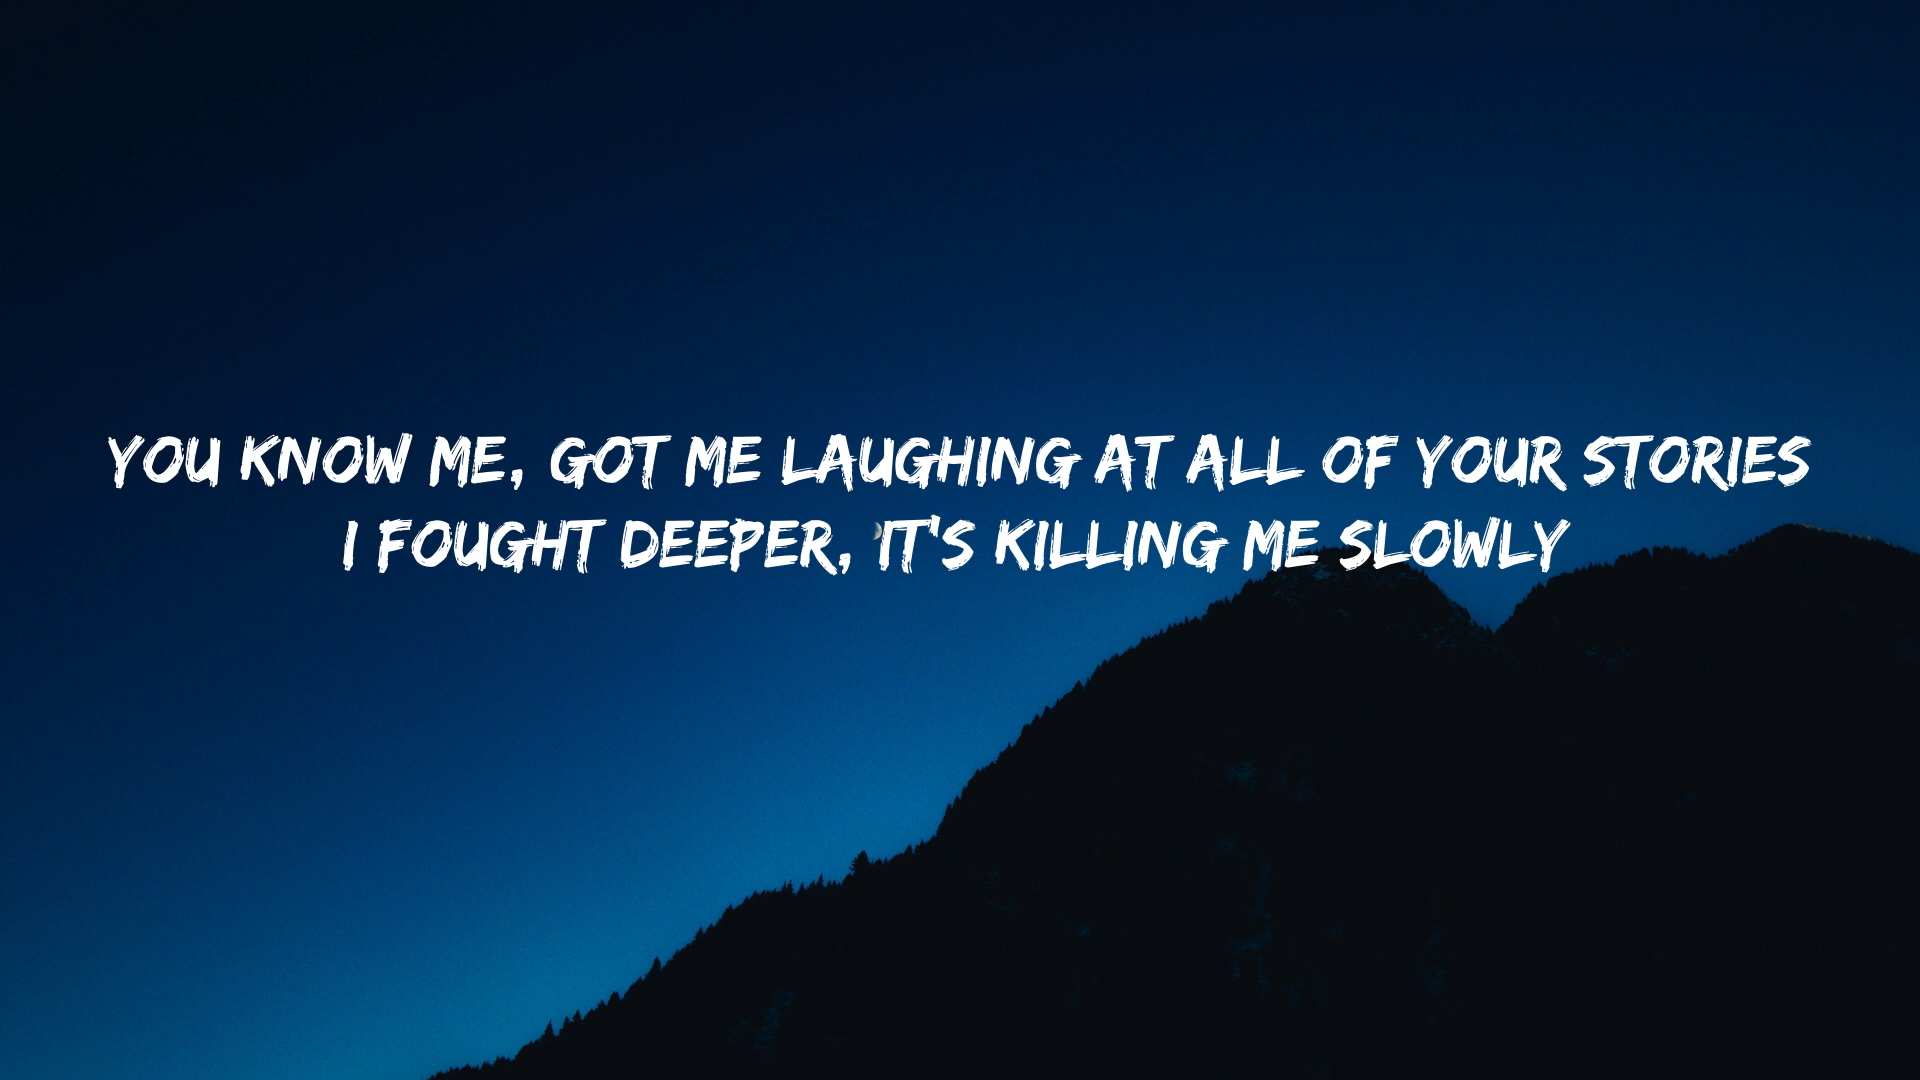 YOU KNOW ME, GOT ME LAUGHING AT ALL OF YOUR STORIES
I FOUGHT DEEPER, IT'S KILLING ME SLOWLY